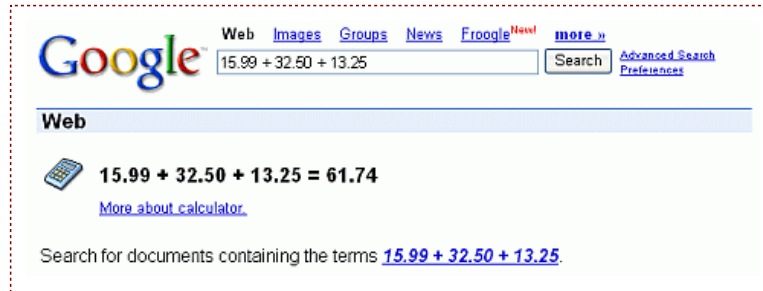 Google
Web Images Groups News Froogle New! more »
15.99 + 32.50 + 13.25 Search Advanced Search
Preferences
Web
15.99 + 32.50 + 13.25 = 61.74
More about calculator.
Search for documents containing the terms 15.99 + 32.50 + 13.25.